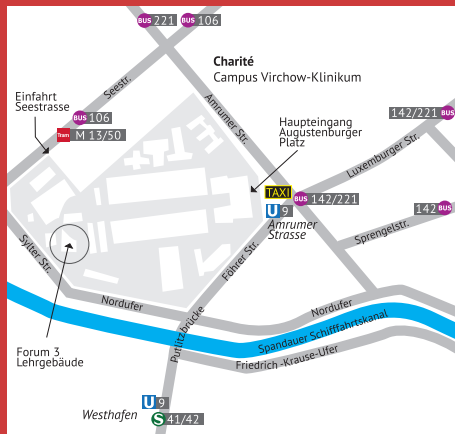 BUS 221
BUS 106
Charité
Campus Virchow-Klinikum
Seestr.
Einfahrt
Seestrasse
BUS 106
Tram M 13/50
Amrumer Str.
Haupteingang
Augustenburger
Platz
142/221 BUS
Luxemburger Str.
TAXI
BUS 142/221
U 9
Amrumer
Strasse
142 BUS
Sprengelstr.
Sylter Str.
Föhrer Str.
Nordufer
Nordufer
Putlitzbrücke
Spandauer Schifffahrtskanal
Friedrich -Krause-Ufer
Forum 3
Lehrgebäude
U 9
Westhafen
S 41/42